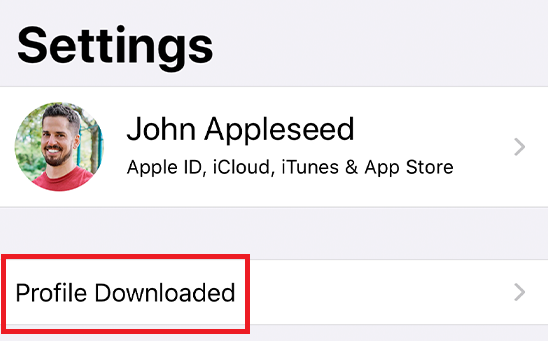 Settings
John Appleseed
Apple ID, iCloud, iTunes & App Store
Profile Downloaded